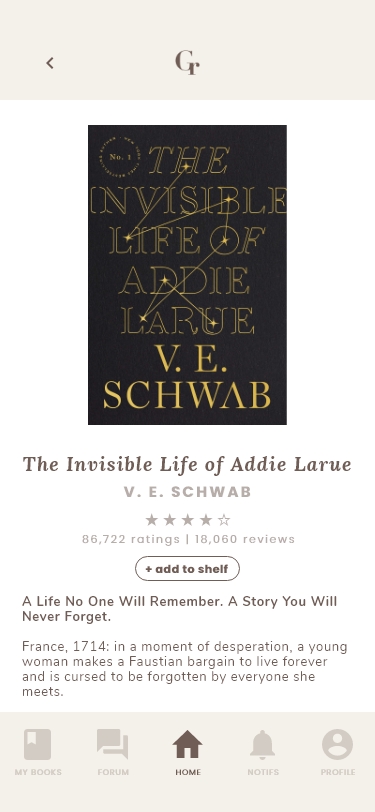 Gr
No. 1
THE
INVISIBLE
LIFE OF
ADDIE
LARUE
V. E.
SCHWAB
The Invisible Life of Addie Larue
V. E. SCHWAB
86,722 ratings | 18,060 reviews
+ add to shelf
A Life No One Will Remember. A Story You Will
Never Forget.
France, 1714: in a moment of desperation, a young
woman makes a Faustian bargain to live forever
and is cursed to be forgotten by everyone she
meets.
MY BOOKS FORUM HOME NOTIFS PROFILE